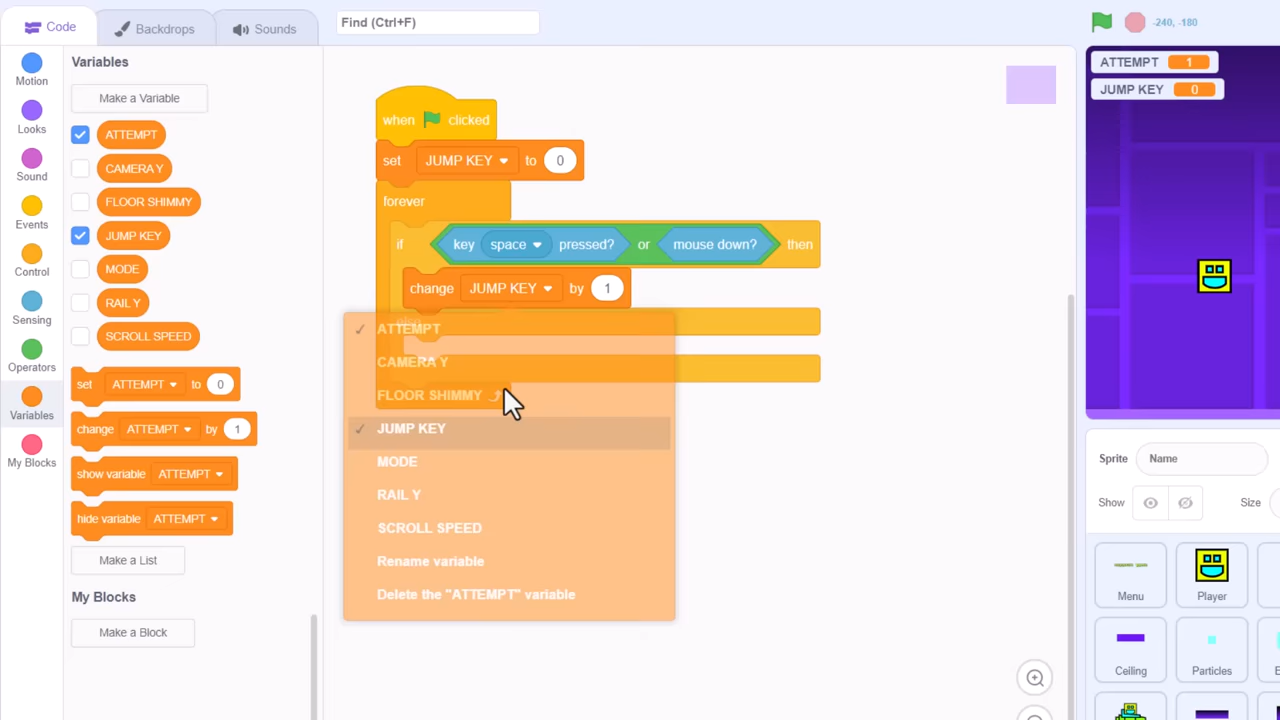 Code
Backdrops
Sounds
Find (Ctrl+F)
-240, -180
Motion
Looks
Sound
Events
Control
Sensing
Operators
Variables
My Blocks
Variables
Make a Variable
ATTEMPT
CAMERA Y
FLOOR SHIMMY
JUMP KEY
MODE
RAIL Y
SCROLL SPEED
set ATTEMPT to 0
change ATTEMPT by 1
show variable ATTEMPT
hide variable ATTEMPT
Make a List
My Blocks
Make a Block
when clicked
set JUMP KEY to 0
forever
if key space pressed? or mouse down? then
change JUMP KEY by 1
else
ATTEMPT
CAMERA Y
FLOOR SHIMMY
JUMP KEY
MODE
RAIL Y
SCROLL SPEED
Rename variable
Delete the "ATTEMPT" variable
ATTEMPT 1
JUMP KEY 0
Sprite Name
Show Size
Menu Player
Ceiling Particles